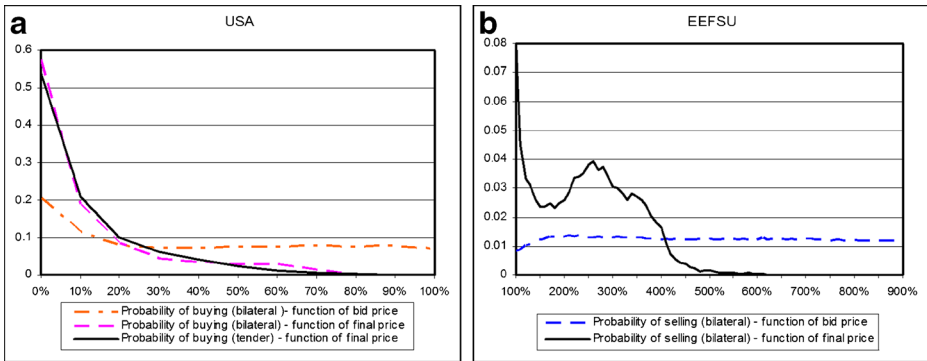 a
USA
0.6
0.5
0.4
0.3
0.2
0.1
0
0% 10% 20% 30% 40% 50% 60% 70% 80% 90% 100%
Probability of buying (bilateral )- function of bid price
Probability of buying (bilateral) - function of final price
Probability of buying (tender) - function of final price
b
EEFSU
0.08
0.07
0.06
0.05
0.04
0.03
0.02
0.01
0
100% 200% 300% 400% 500% 600% 700% 800% 900%
Probability of selling (bilateral) - function of bid price
Probability of selling (bilateral) - function of final price